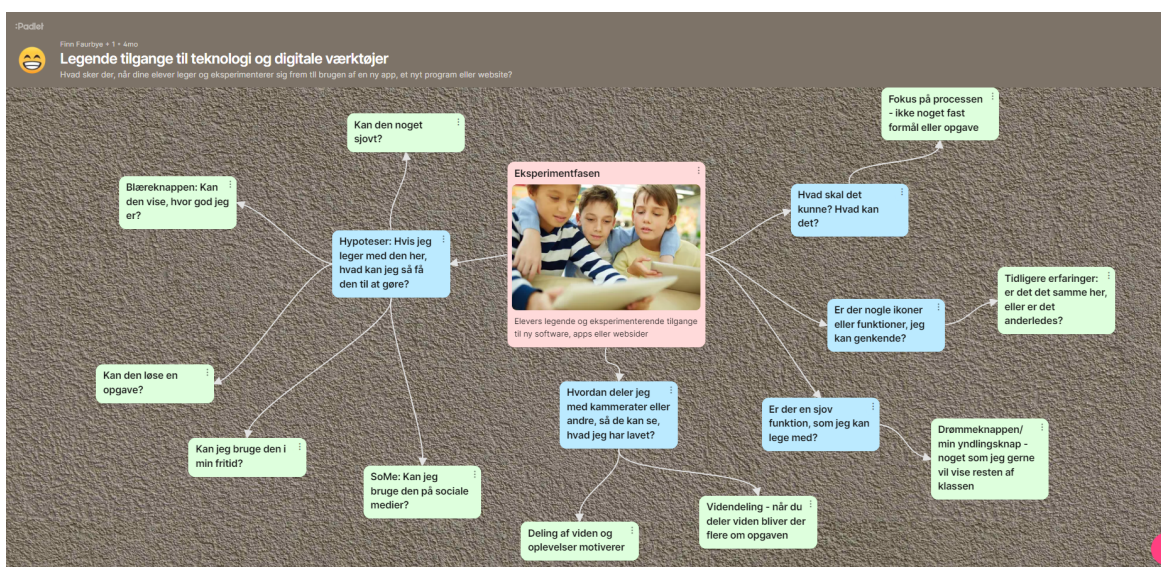 :Padlet
Finn Faurbye + 1 • 4mo
Legende tilgange til teknologi og digitale værktøjer
Hvad sker der, når dine elever leger og eksperimenterer sig frem til brugen af en ny app, et nyt program eller website?
Kan den noget
sjovt?
Blæreknappen: Kan
den vise, hvor god jeg
er?
Hypoteser: Hvis jeg
leger med den her,
hvad kan jeg så få
den til at gøre?
Kan den løse en
opgave?
Kan jeg bruge den i
min fritid?
SoMe: Kan jeg
bruge den på sociale
medier?
Eksperimentfasen
Elevers legende og eksperimenterende tilgange
til ny software, apps eller websider
Hvordan deler jeg
med kammerater eller
andre, så de kan se,
hvad jeg har lavet?
Deling af viden og
oplevelser motiverer
Videndeling - når du
deler viden bliver der
flere om opgaven
Fokus på processen
- ikke noget fast
formål eller opgave
Hvad skal det
kunne? Hvad kan
det?
Er der nogle ikoner
eller funktioner, jeg
kan genkende?
Tidligere erfaringer:
er det det samme her,
eller er det
anderledes?
Er der en sjov
funktion, som jeg kan
lege med?
Drømmeknappen/
min yndlingsknap -
noget som jeg gerne
vil vise resten af
klassen